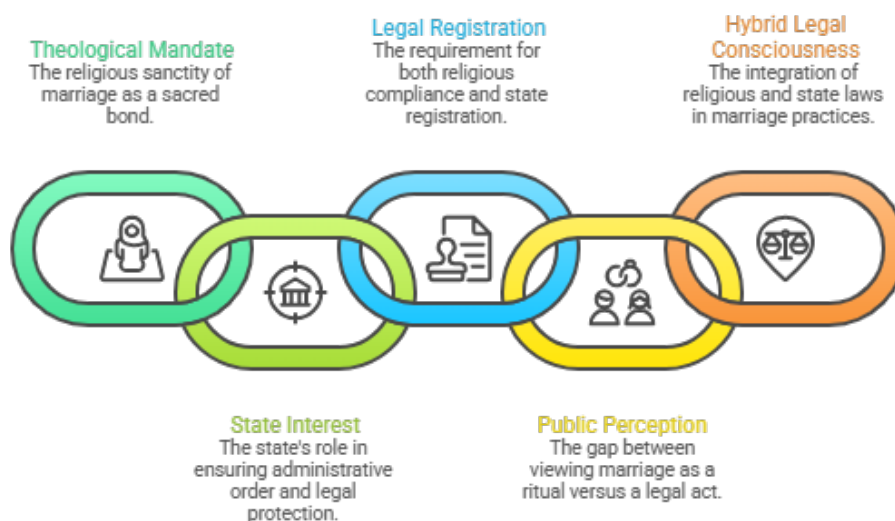 Theological Mandate
The religious sanctity of
marriage as a sacred
bond.
Legal Registration
The requirement for
both religious
compliance and state
registration.
Hybrid Legal
Consciousness
The integration of
religious and state laws
in marriage practices.
State Interest
The state's role in
ensuring administrative
order and legal
protection.
Public Perception
The gap between
viewing marriage as a
ritual versus a legal act.